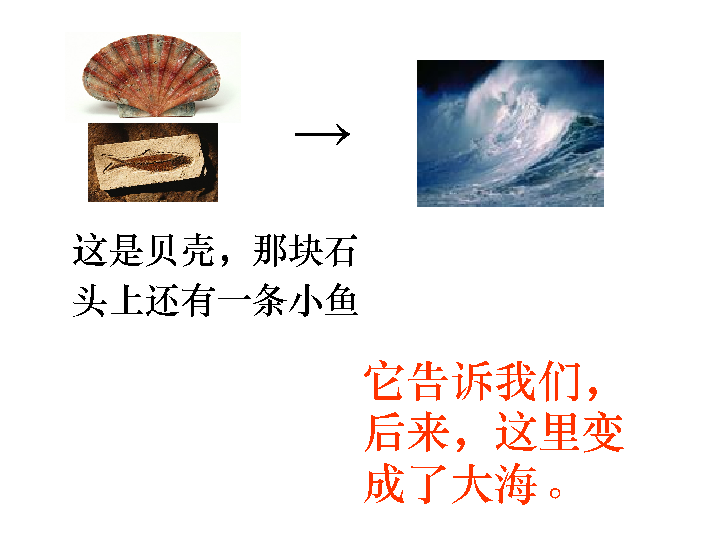 这是贝壳，那块石
头上还有一条小鱼
它告诉我们，
后来，这里变
成了大海。